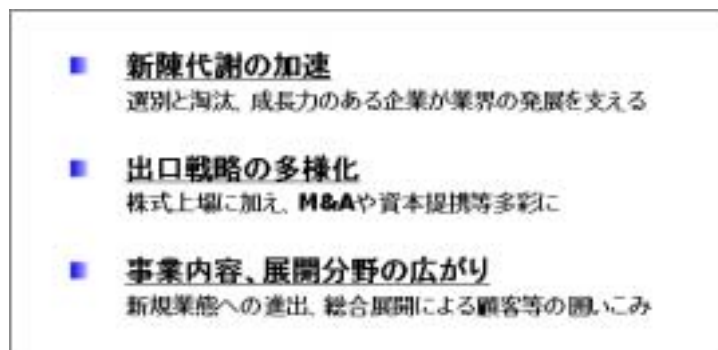 新陳代謝の加速
選別と淘汰、成長力のある企業が業界の発展を支える
出口戦略の多様化
株式上場に加え、M&Aや資本提携等多彩に
事業内容、展開分野の広がり
新規業態への進出、総合展開による顧客等の囲いこみ